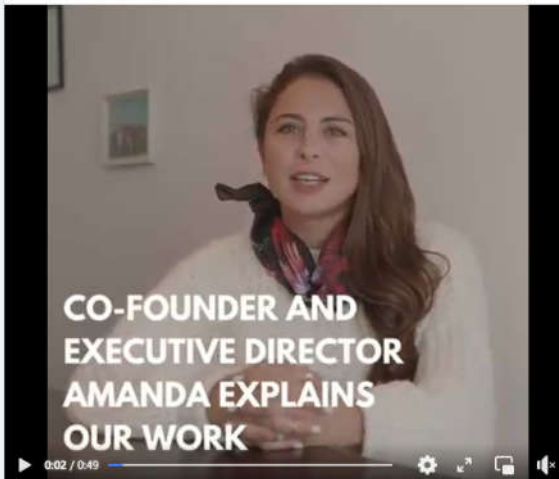 CO-FOUNDER AND
EXECUTIVE DIRECTOR
AMANDA EXPLAINS
OUR WORK
0:02 / 0:49